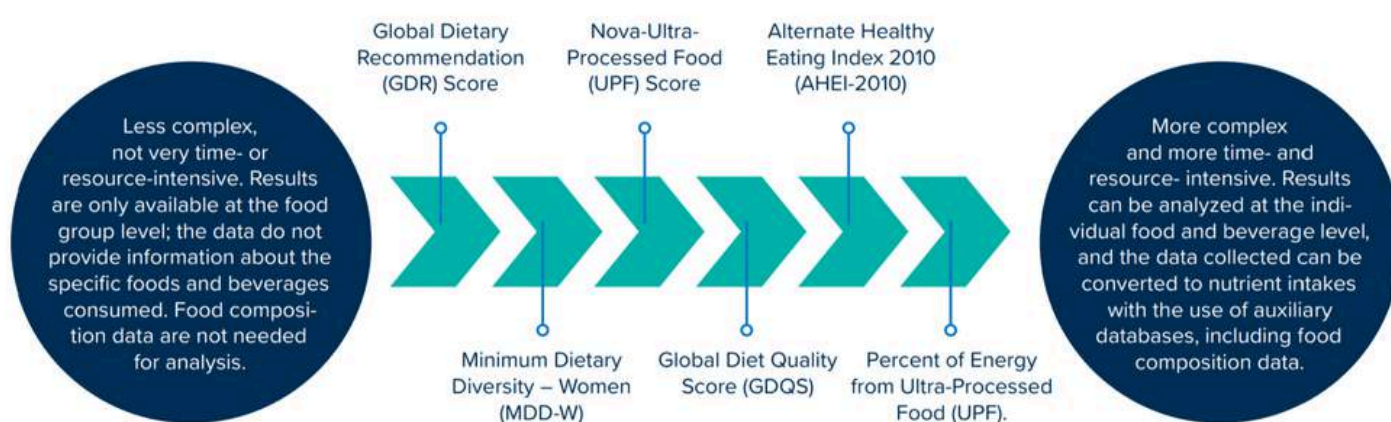 Less complex,
not very time- or
resource-intensive. Results
are only available at the food
group level; the data do not
provide information about the
specific foods and beverages
consumed. Food composi-
tion data are not needed
for analysis.
Global Dietary
Recommendation
(GDR) Score
Minimum Dietary
Diversity – Women
(MDD-W)
Nova-Ultra-
Processed Food
(UPF) Score
Global Diet Quality
Score (GDQS)
Alternate Healthy
Eating Index 2010
(AHEI-2010)
Percent of Energy
from Ultra-Processed
Food (UPF).
More complex
and more time- and
resource- intensive. Results
can be analyzed at the indi-
vidual food and beverage level,
and the data collected can be
converted to nutrient intakes
with the use of auxiliary
databases, including food
composition data.